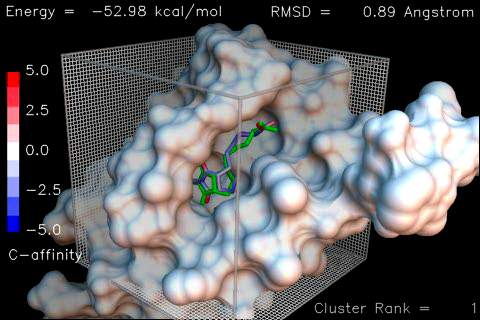 Energy = -52.98 kcal/mol RMSD = 0.89 Angstrom
5.0
2.5
0.0
-2.5
-5.0
C-affinity
Cluster Rank = 1